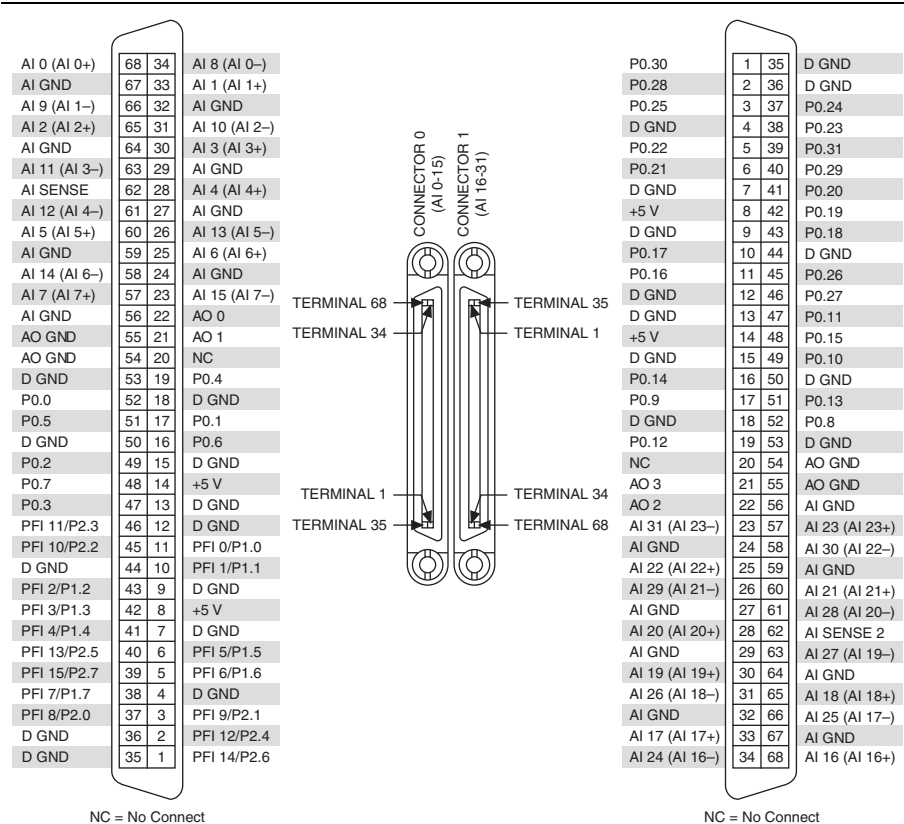 AI 0 (AI 0+) 68 34 AI 8 (AI 0–)
AI GND 67 33 AI 1 (AI 1+)
AI 9 (AI 1–) 66 32 AI GND
AI 2 (AI 2+) 65 31 AI 10 (AI 2–)
AI GND 64 30 AI 3 (AI 3+)
AI 11 (AI 3–) 63 29 AI GND
AI SENSE 62 28 AI 4 (AI 4+)
AI 12 (AI 4–) 61 27 AI GND
AI 5 (AI 5+) 60 26 AI 13 (AI 5–)
AI GND 59 25 AI 6 (AI 6+)
AI 14 (AI 6–) 58 24 AI GND
AI 7 (AI 7+) 57 23 AI 15 (AI 7–)
AI GND 56 22 AO 0
AO GND 55 21 AO 1
AO GND 54 20 NC
D GND 53 19 P0.4
P0.0 52 18 D GND
P0.5 51 17 P0.1
D GND 50 16 P0.6
P0.2 49 15 D GND
P0.7 48 14 +5 V
P0.3 47 13 D GND
PFI 11/P2.3 46 12 D GND
PFI 10/P2.2 45 11 PFI 0/P1.0
D GND 44 10 PFI 1/P1.1
PFI 2/P1.2 43 9 D GND
PFI 3/P1.3 42 8 +5 V
PFI 4/P1.4 41 7 D GND
PFI 13/P2.5 40 6 PFI 5/P1.5
PFI 15/P2.7 39 5 PFI 6/P1.6
PFI 7/P1.7 38 4 D GND
PFI 8/P2.0 37 3 PFI 9/P2.1
D GND 36 2 PFI 12/P2.4
D GND 35 1 PFI 14/P2.6
NC = No Connect
CONNECTOR 0
(AI 0-15)
CONNECTOR 1
(AI 16-31)
TERMINAL 68
TERMINAL 34
TERMINAL 35
TERMINAL 1
TERMINAL 1
TERMINAL 35
TERMINAL 34
TERMINAL 68
P0.30 1 35 D GND
P0.28 2 36 D GND
P0.25 3 37 P0.24
D GND 4 38 P0.23
P0.22 5 39 P0.31
P0.21 6 40 P0.29
D GND 7 41 P0.20
+5 V 8 42 P0.19
D GND 9 43 P0.18
P0.17 10 44 D GND
P0.16 11 45 P0.26
D GND 12 46 P0.27
D GND 13 47 P0.11
+5 V 14 48 P0.15
D GND 15 49 P0.10
P0.14 16 50 D GND
P0.9 17 51 P0.13
D GND 18 52 P0.8
P0.12 19 53 D GND
NC 20 54 AO GND
AO 3 21 55 AO GND
AO 2 22 56 AI GND
AI 31 (AI 23–) 23 57 AI 23 (AI 23+)
AI GND 24 58 AI 30 (AI 22–)
AI 22 (AI 22+) 25 59 AI GND
AI 29 (AI 21–) 26 60 AI 21 (AI 21+)
AI GND 27 61 AI 28 (AI 20–)
AI 20 (AI 20+) 28 62 AI SENSE 2
AI GND 29 63 AI 27 (AI 19–)
AI 19 (AI 19+) 30 64 AI GND
AI 26 (AI 18–) 31 65 AI 18 (AI 18+)
AI GND 32 66 AI 25 (AI 17–)
AI 17 (AI 17+) 33 67 AI GND
AI 24 (AI 16–) 34 68 AI 16 (AI 16+)
NC = No Connect